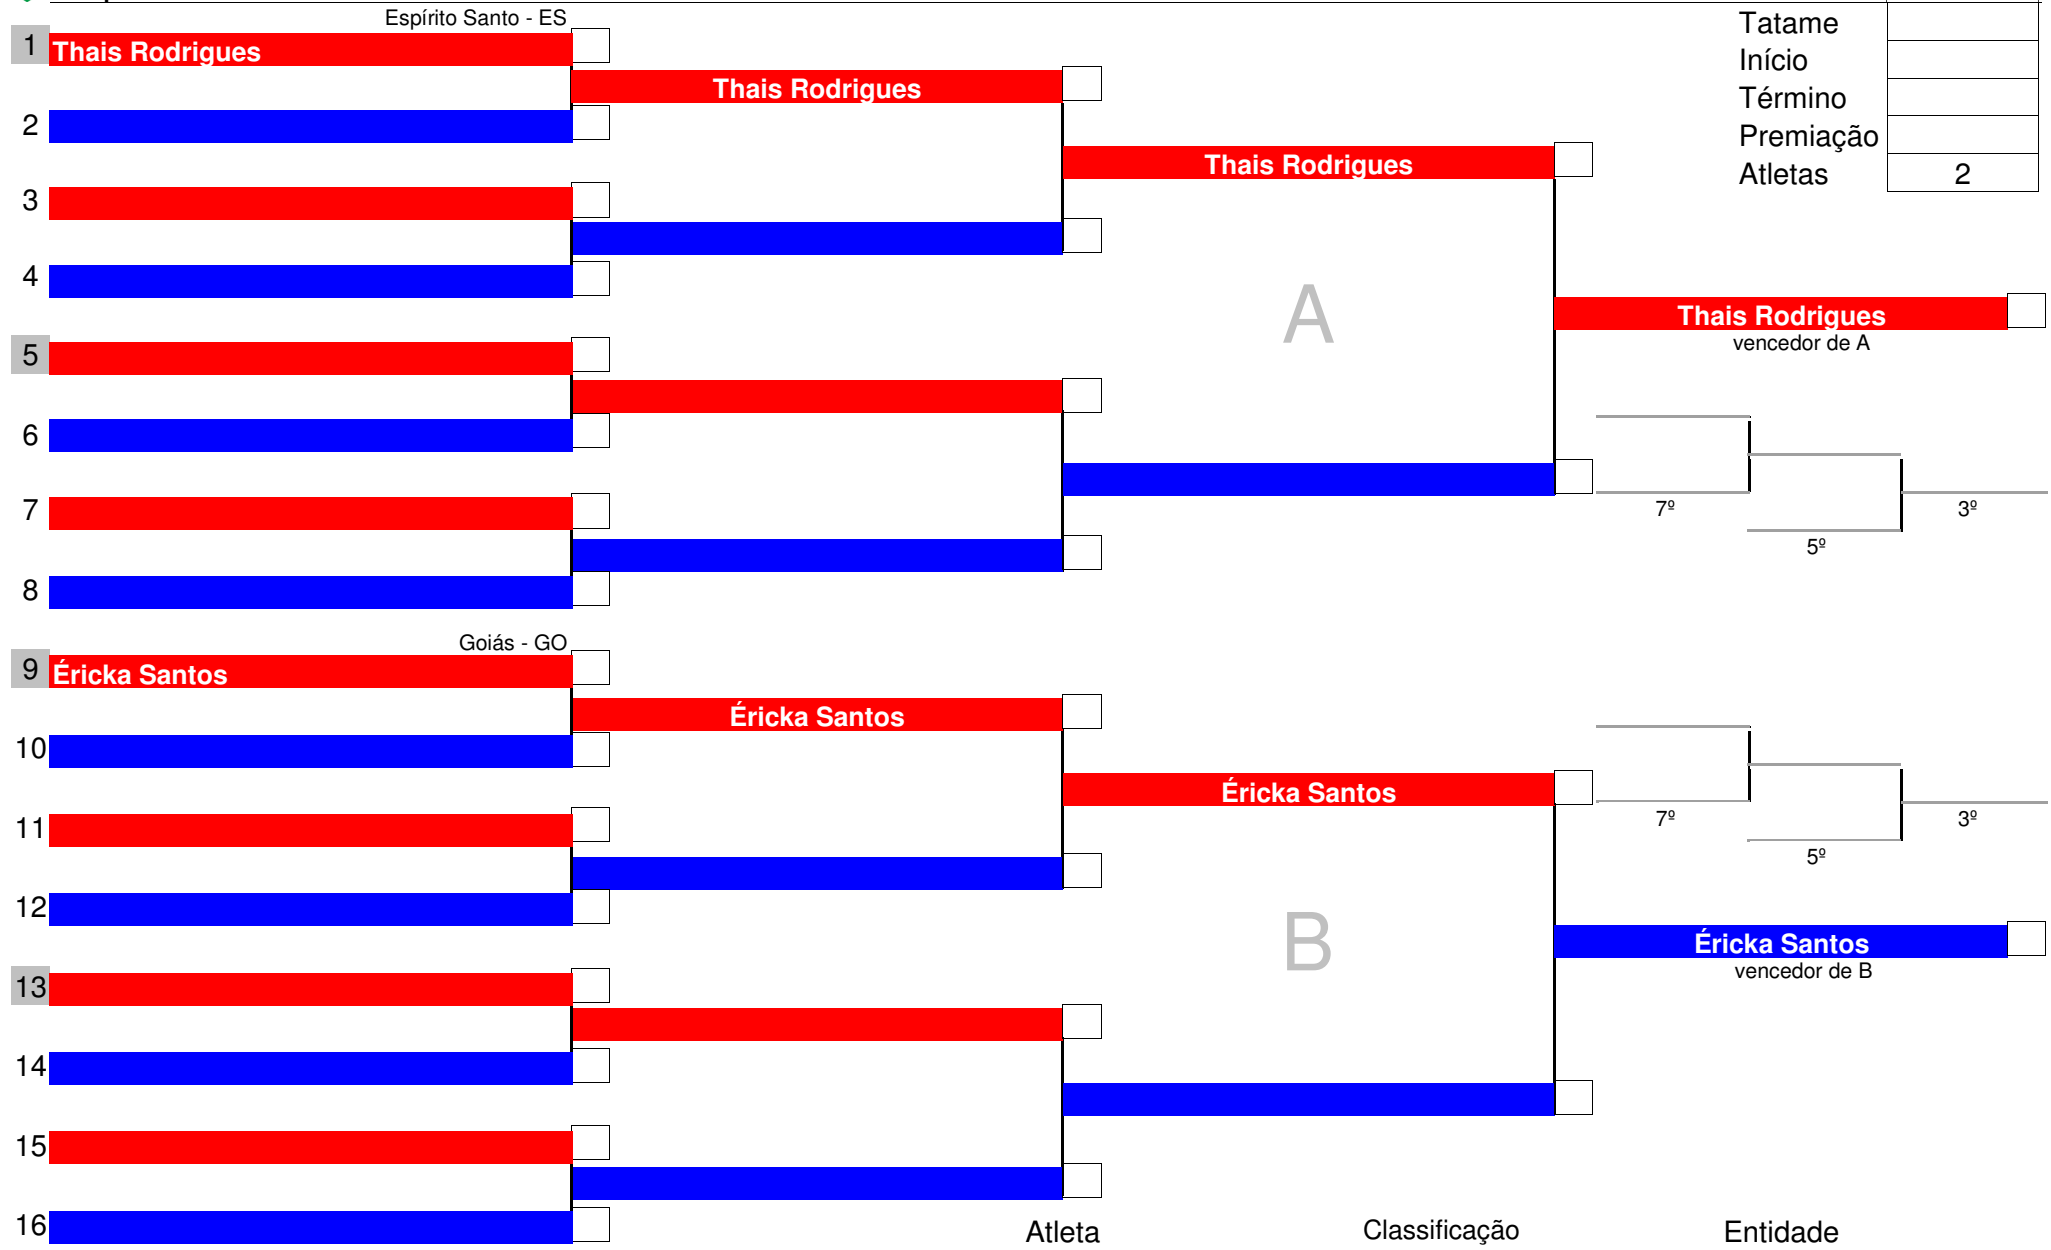 Espírito Santo - ES
Tatame
1 Thais Rodrigues
Início
Thais Rodrigues
Término
2
Premiação
Thais Rodrigues
Atletas 2
3
4
A
Thais Rodrigues
vencedor de A
5
6
7
7º 3º
5º
8
Goiás - GO
9 Éricka Santos
Éricka Santos
10
Éricka Santos
11
7º 3º
5º
12
B
Éricka Santos
vencedor de B
13
14
15
16
Atleta Classificação Entidade